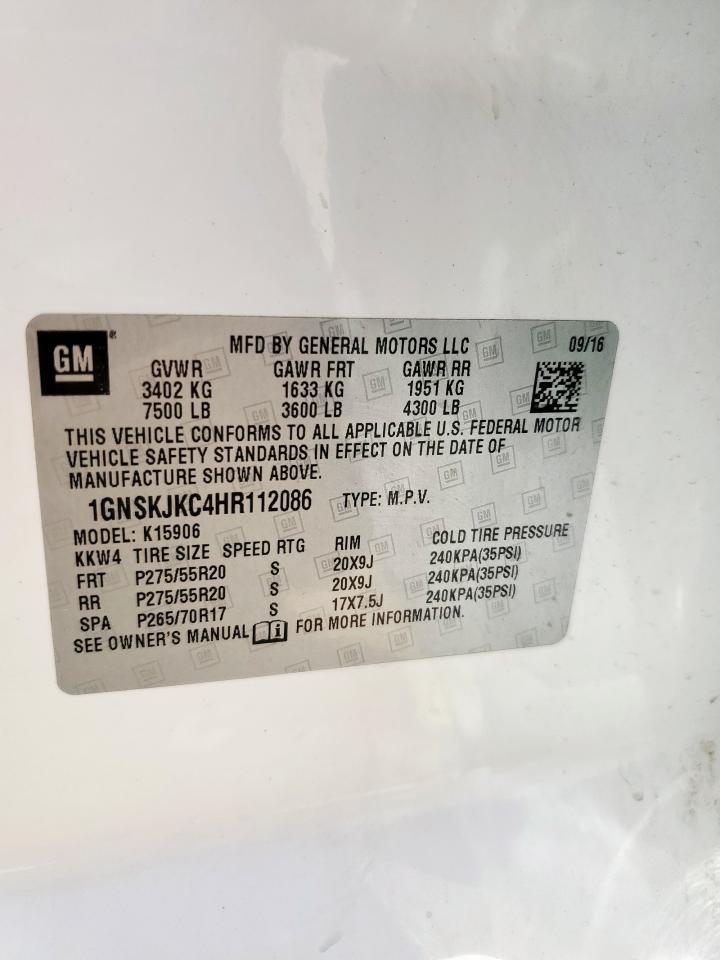 GM
MFD BY GENERAL MOTORS LLC 09/16
GVWR GAWR FRT GAWR RR
3402 KG 1633 KG 1951 KG
7500 LB 3600 LB 4300 LB
THIS VEHICLE CONFORMS TO ALL APPLICABLE U.S. FEDERAL MOTOR
VEHICLE SAFETY STANDARDS IN EFFECT ON THE DATE OF
MANUFACTURE SHOWN ABOVE.
1GNSKJKC4HR112086 TYPE: M.P.V.
MODEL: K15906
KKW4 TIRE SIZE SPEED RTG RIM COLD TIRE PRESSURE
FRT P275/55R20 S 20X9J 240KPA(35PSI)
RR P275/55R20 S 20X9J 240KPA(35PSI)
SPA P265/70R17 S 17X7.5J 240KPA(35PSI)
SEE OWNER'S MANUAL FOR MORE INFORMATION.